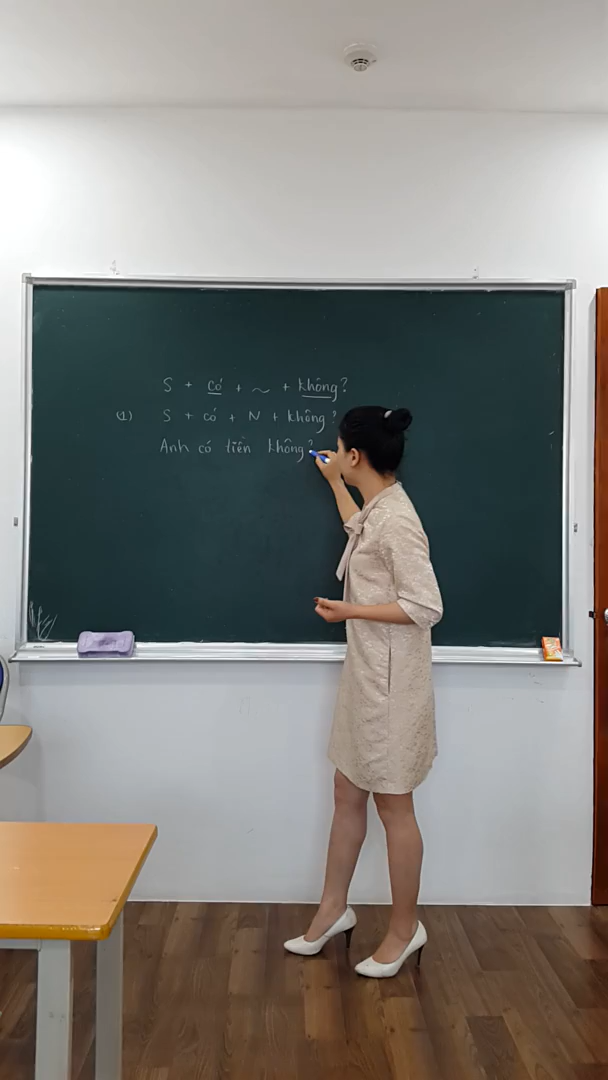 S + có + ~ + không?
(1) S + có + N + không?
Anh có tiền không?